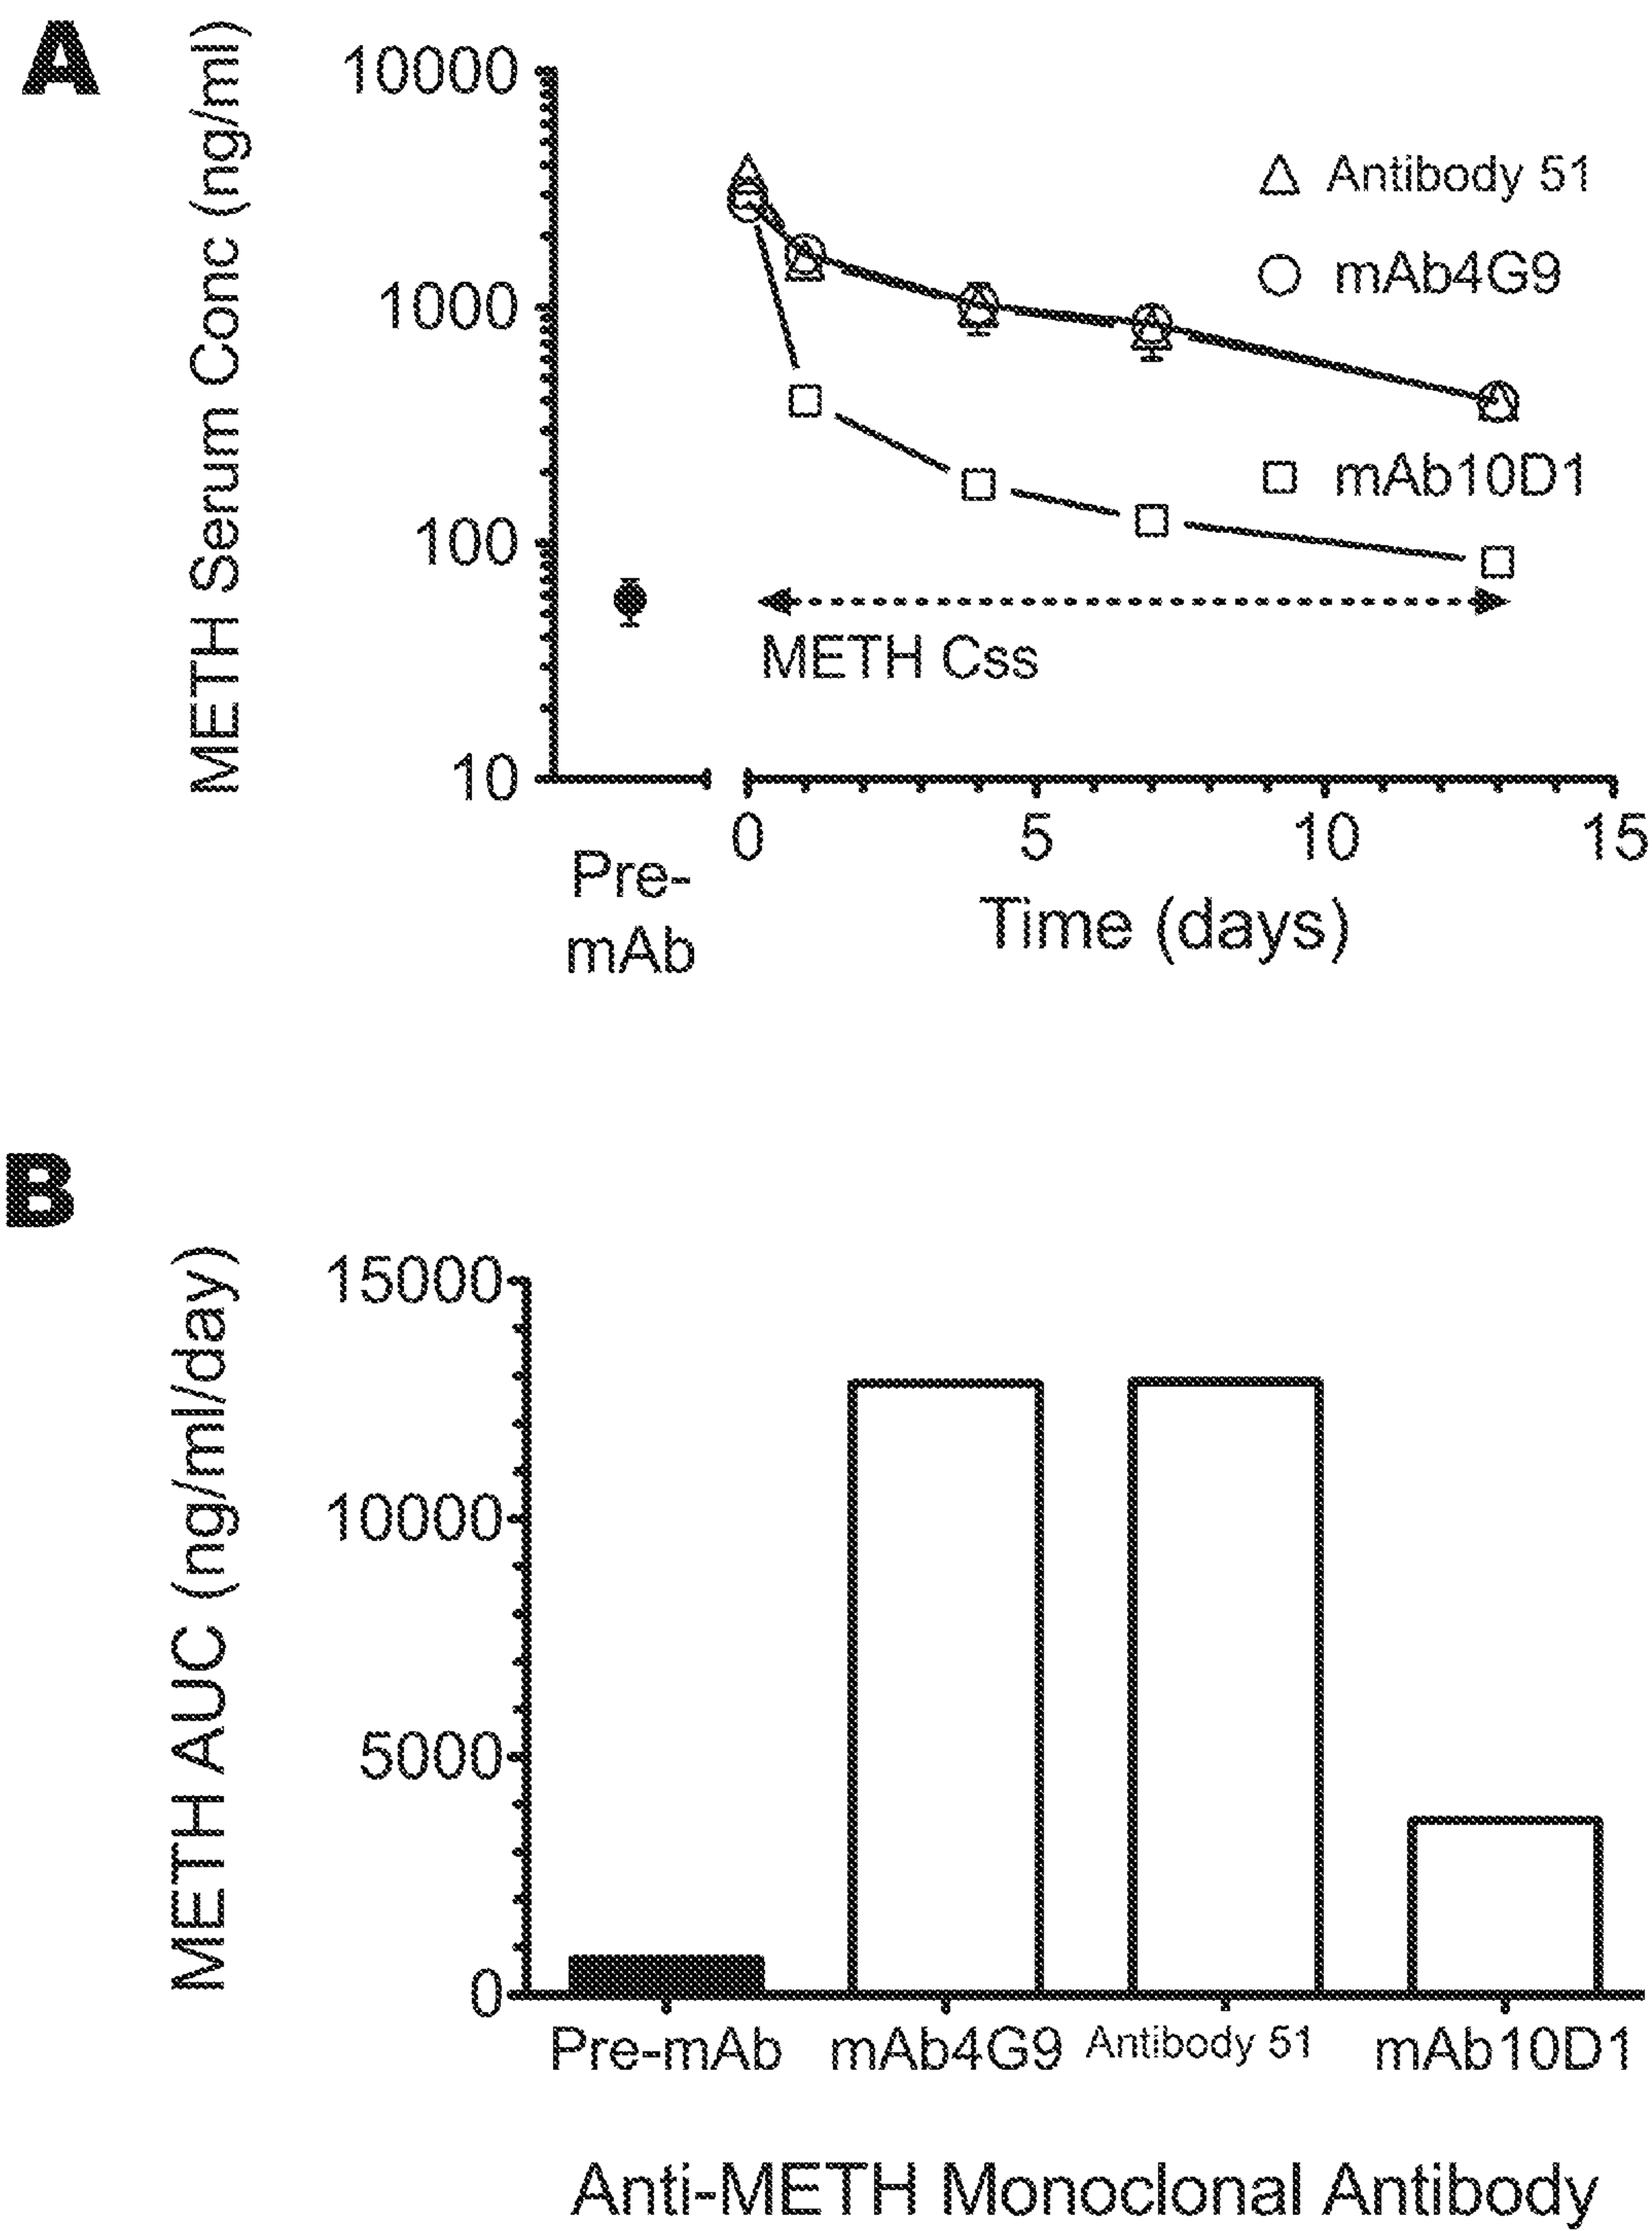 A
METH Serum Conc (ng/ml)
10000
1000
100
10
Antibody 51
mAb4G9
mAb10D1
METH Css
Pre-
mAb
0
5
10
15
Time (days)
B
METH AUC (ng/ml/day)
15000
10000
5000
0
Pre-mAb
mAb4G9
Antibody 51
mAb10D1
Anti-METH Monoclonal Antibody